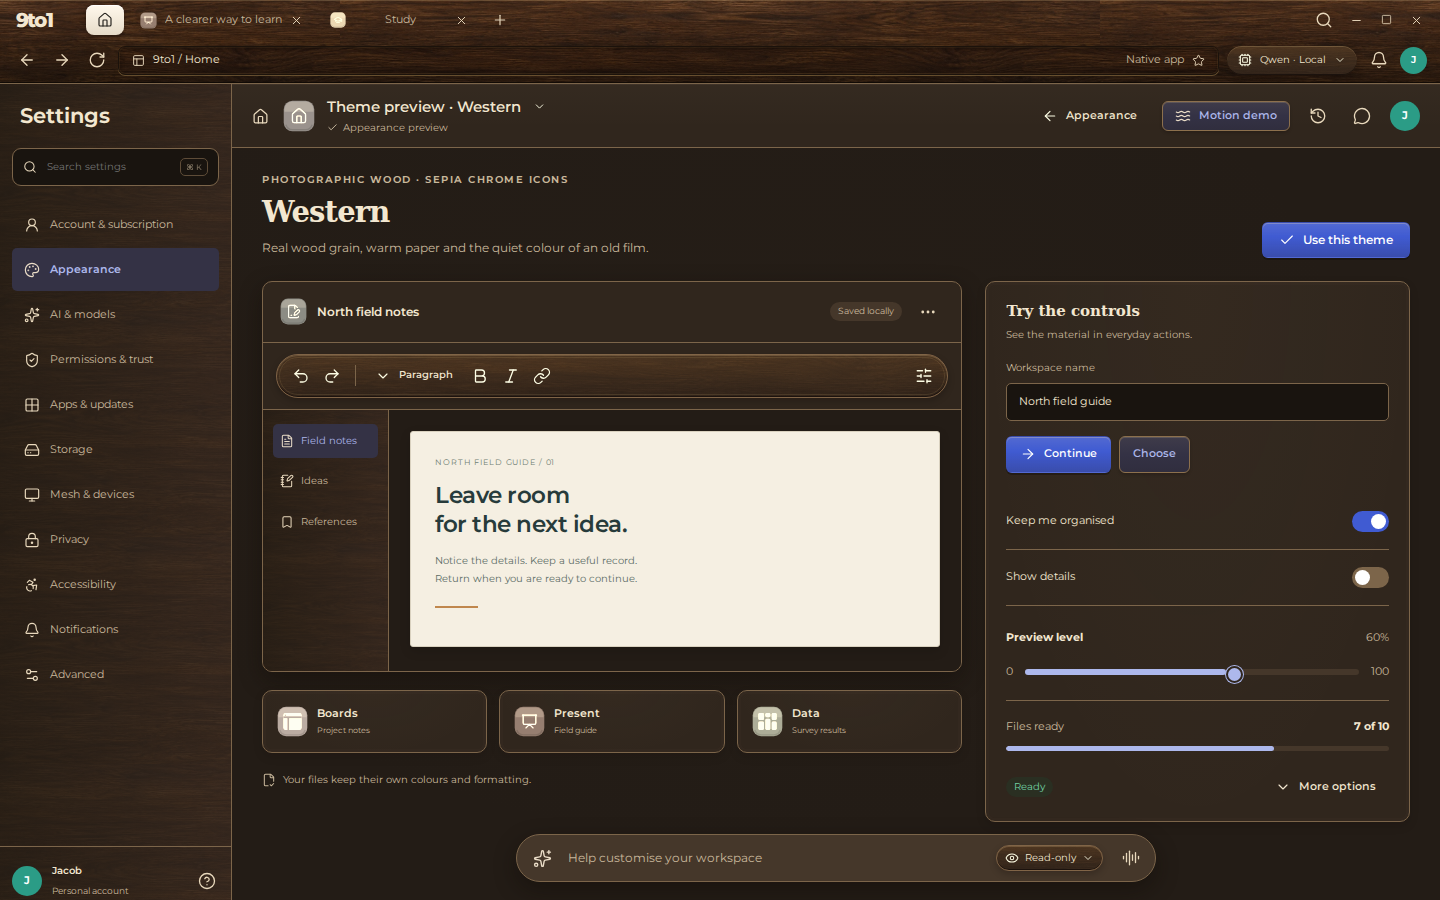 9to1
A clearer way to learn
Study
9to1 / Home
Native app
Qwen · Local
J
Settings
Search settings
⌘ K
Account & subscription
Appearance
AI & models
Permissions & trust
Apps & updates
Storage
Mesh & devices
Privacy
Accessibility
Notifications
Advanced
J
Jacob
Personal account
Theme preview · Western
Appearance preview
Appearance
Motion demo
J
PHOTOGRAPHIC WOOD · SEPIA CHROME ICONS
Western
Real wood grain, warm paper and the quiet colour of an old film.
Use this theme
North field notes
Saved locally
Paragraph
B
I
Field notes
Ideas
References
NORTH FIELD GUIDE / 01
Leave room
for the next idea.
Notice the details. Keep a useful record.
Return when you are ready to continue.
Boards
Project notes
Present
Field guide
Data
Survey results
Your files keep their own colours and formatting.
Try the controls
See the material in everyday actions.
Workspace name
North field guide
Continue
Choose
Keep me organised
Show details
Preview level
60%
0
100
Files ready
7 of 10
Ready
More options
Help customise your workspace
Read-only